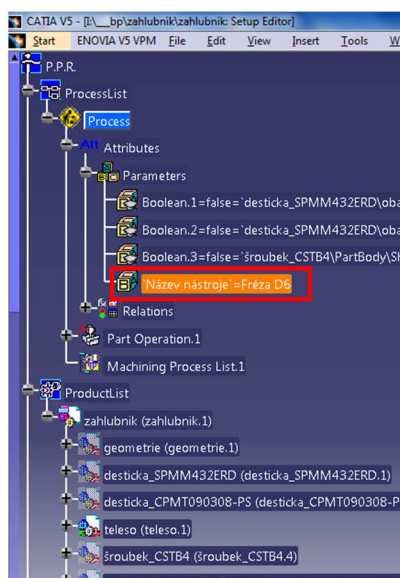 CATIA V5 - [I:\__bp\zahlubnik\zahlubnik: Setup Editor]
Start ENOVIA V5 VPM File Edit View Insert Tools
P.P.R.
ProcessList
Process
Att Attributes
Parameters
Boolean.1=false=`desticka_SPMM432ERD\oba
Boolean.2=false=`desticka_SPMM432ERD\oba
Boolean.3=false=`šroubek_CSTB4\PartBody\Sh
`Název nástroje`=Fréza D6
Relations
Part Operation.1
Machining Process List.1
ProductList
zahlubnik (zahlubnik.1)
geometrie (geometrie.1)
desticka_SPMM432ERD (desticka_SPMM432ERD.1)
desticka_CPMT090308-PS (desticka_CPMT090308-P
teleso (teleso.1)
šroubek_CSTB4 (šroubek_CSTB4.4)